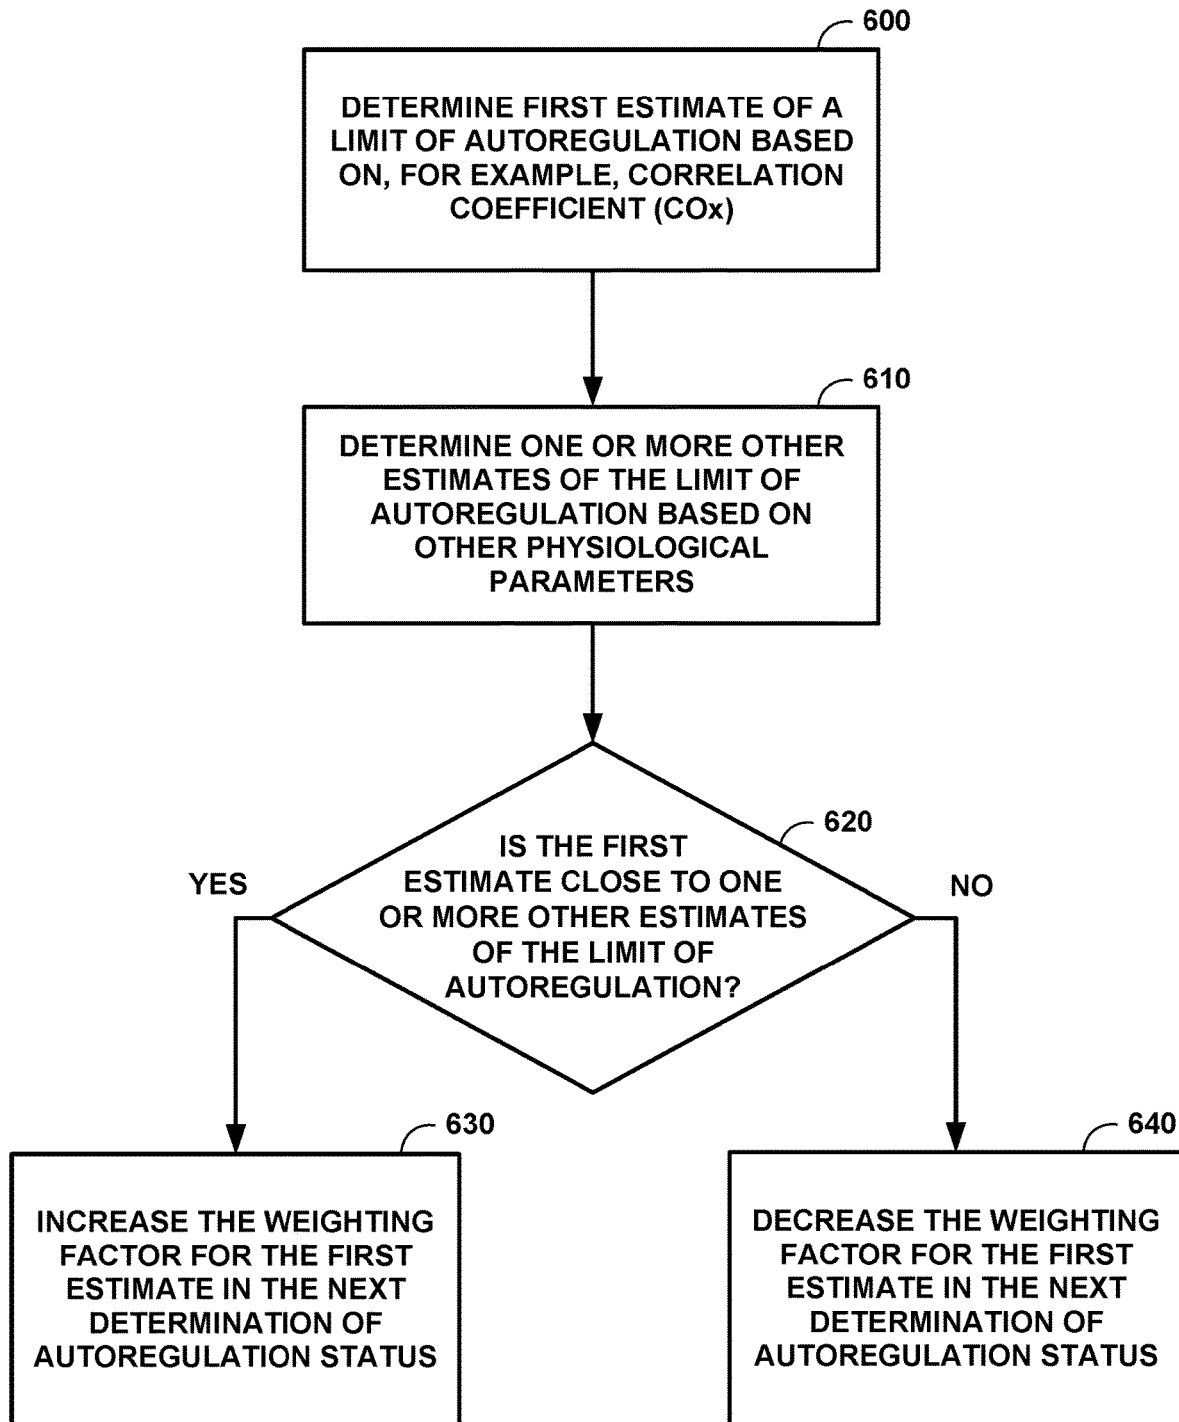 600
DETERMINE FIRST ESTIMATE OF A
LIMIT OF AUTOREGULATION BASED
ON, FOR EXAMPLE, CORRELATION
COEFFICIENT (COx)
610
DETERMINE ONE OR MORE OTHER
ESTIMATES OF THE LIMIT OF
AUTOREGULATION BASED ON
OTHER PHYSIOLOGICAL
PARAMETERS
620
IS THE FIRST
ESTIMATE CLOSE TO ONE
OR MORE OTHER ESTIMATES
OF THE LIMIT OF
AUTOREGULATION?
YES
NO
630
INCREASE THE WEIGHTING
FACTOR FOR THE FIRST
ESTIMATE IN THE NEXT
DETERMINATION OF
AUTOREGULATION STATUS
640
DECREASE THE WEIGHTING
FACTOR FOR THE FIRST
ESTIMATE IN THE NEXT
DETERMINATION OF
AUTOREGULATION STATUS